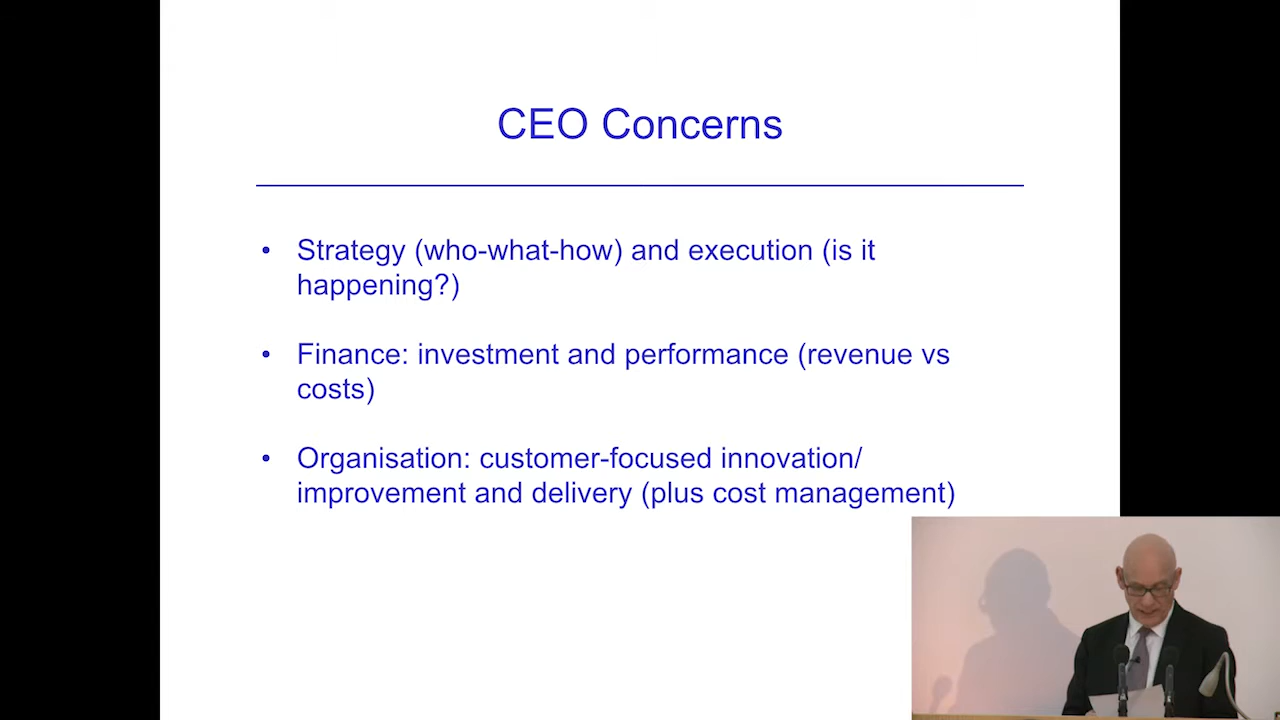 CEO Concerns
• Strategy (who-what-how) and execution (is it
happening?)
• Finance: investment and performance (revenue vs
costs)
• Organisation: customer-focused innovation/
improvement and delivery (plus cost management)